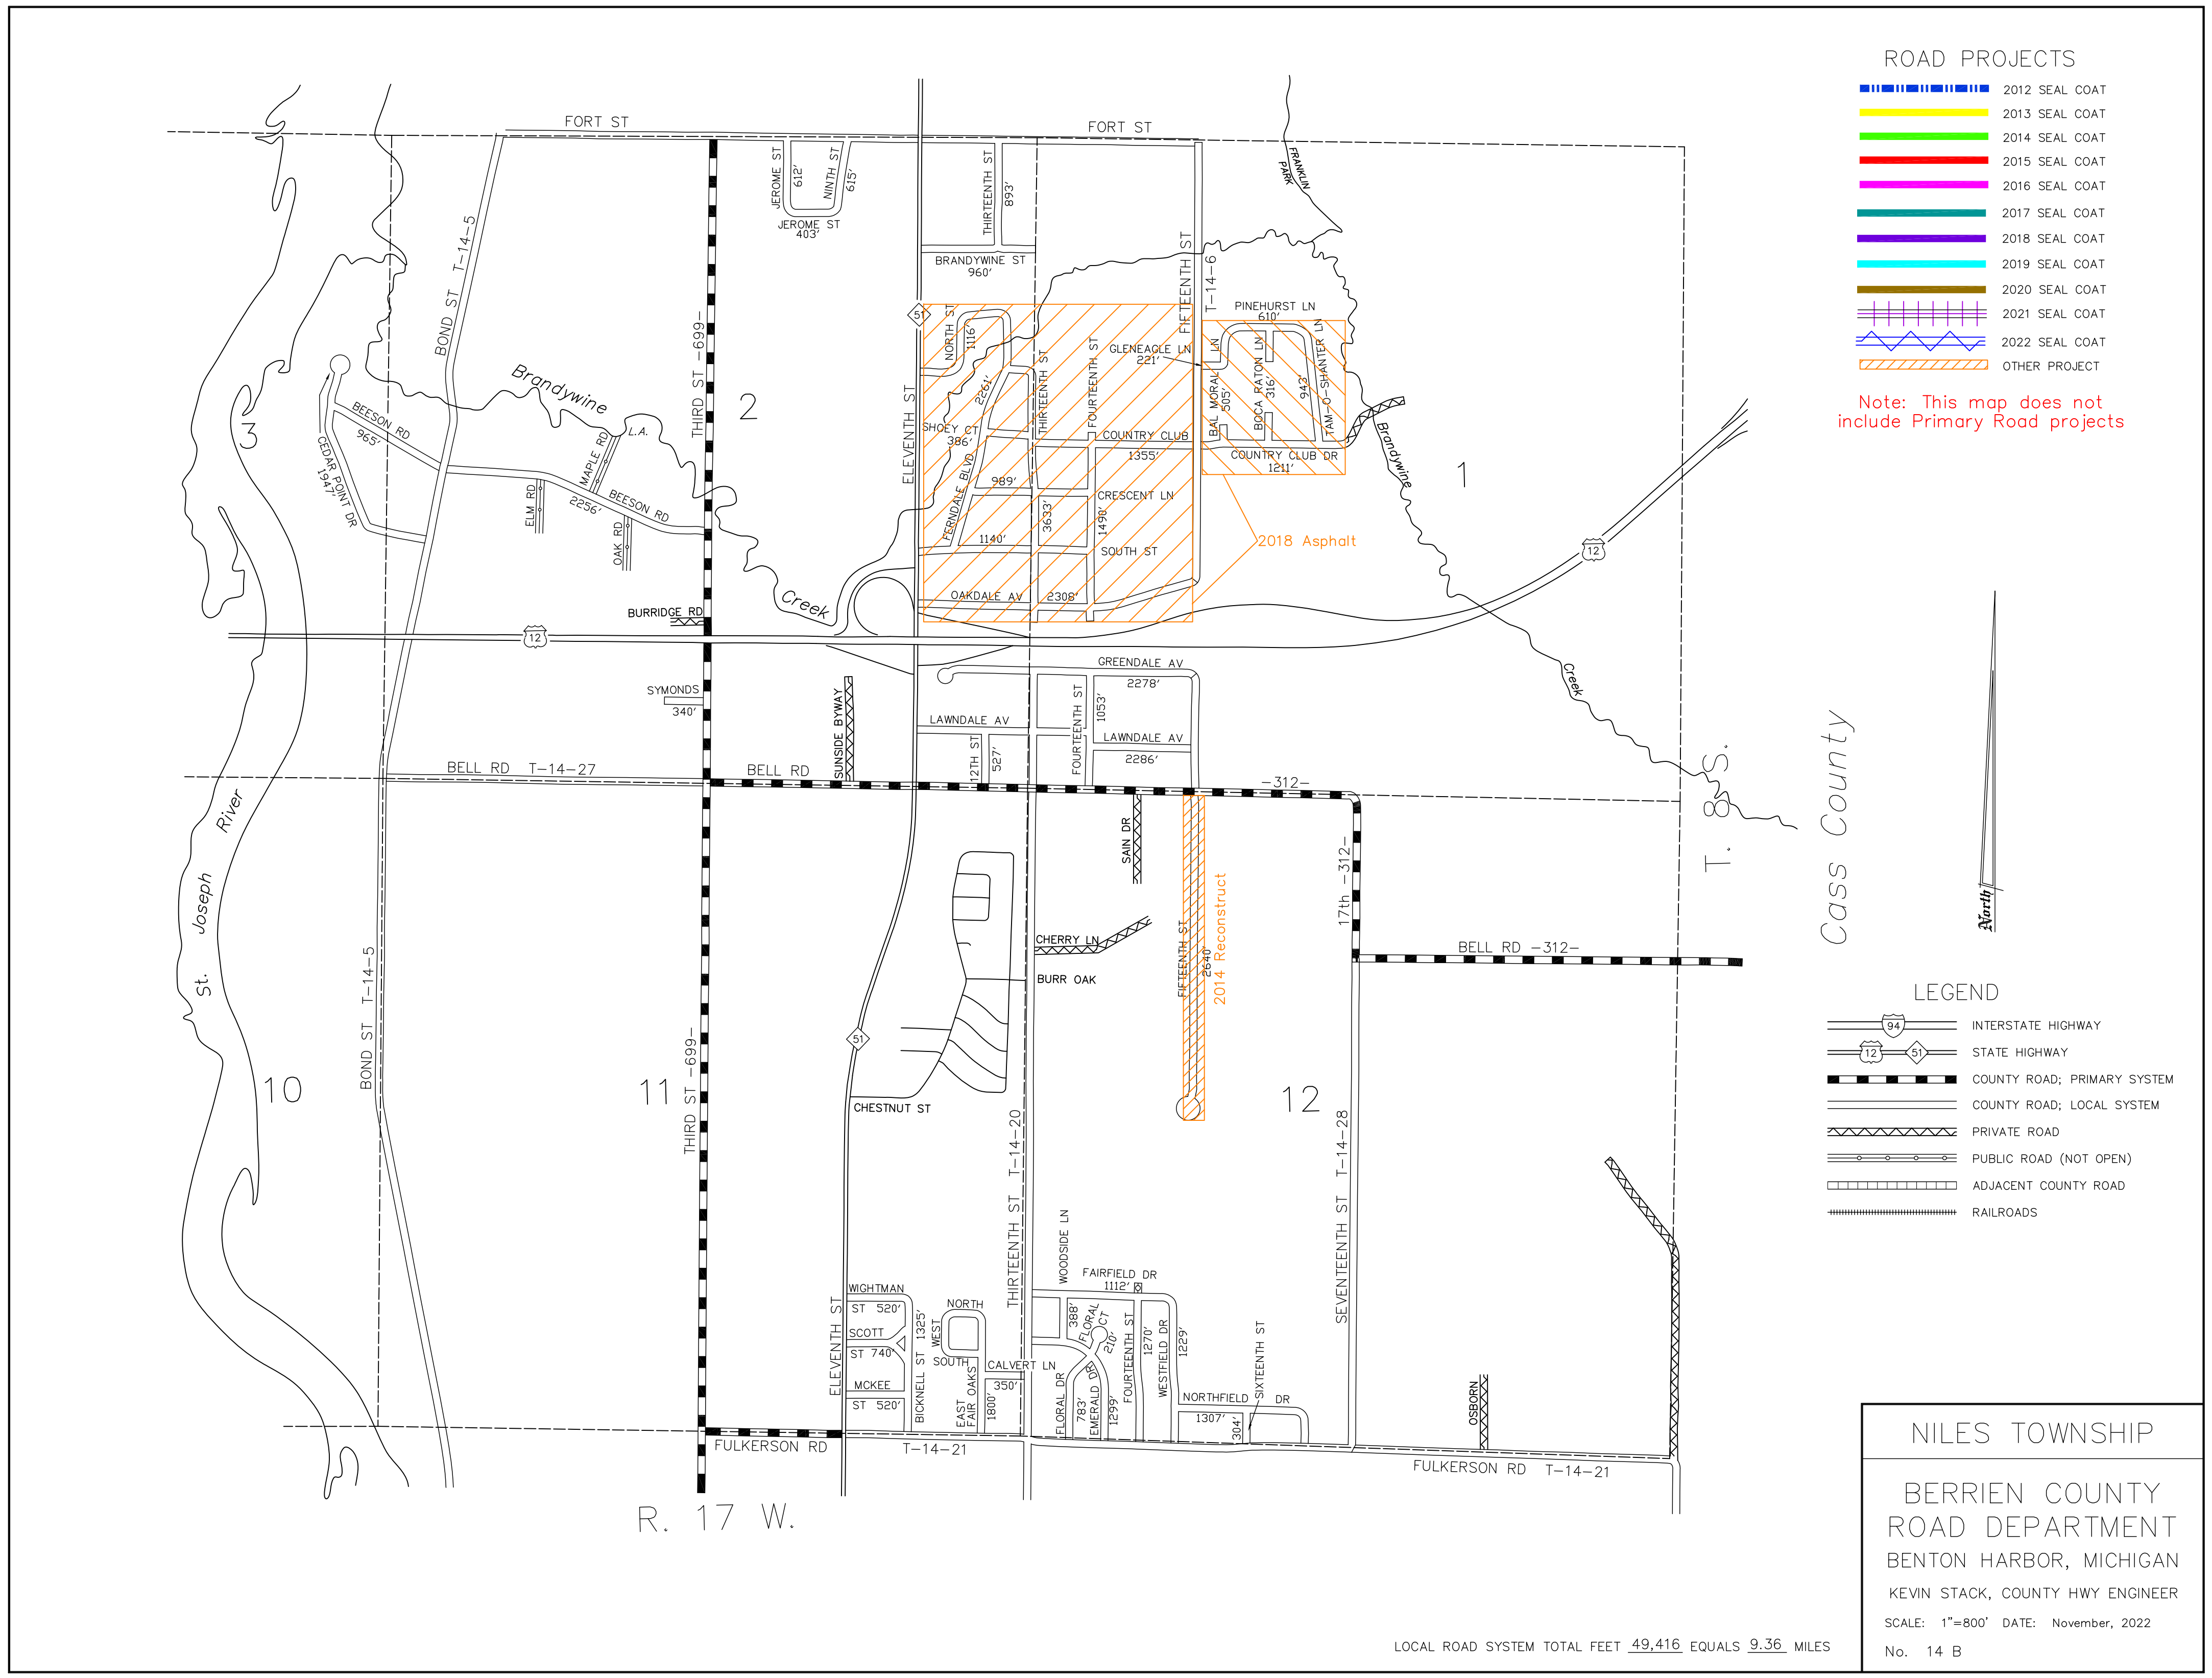 ROAD PROJECTS
2012 SEAL COAT
2013 SEAL COAT
2014 SEAL COAT
2015 SEAL COAT
2016 SEAL COAT
2017 SEAL COAT
2018 SEAL COAT
2019 SEAL COAT
2020 SEAL COAT
2021 SEAL COAT
2022 SEAL COAT
OTHER PROJECT
Note: This map does not
include Primary Road projects
FORT ST
FORT ST
JEROME ST
612'
NINTH ST
615'
JEROME ST
403'
THIRTEENTH ST
893'
BRANDYWINE ST
960'
FRANKLIN
PARK
BOND ST T-14-5
THIRD ST -699-
FIFTEENTH ST
T-14-6
51
NORTH ST
1116'
2261'
THIRTEENTH ST
FOURTEENTH ST
GLENEAGLE LN
221'
PINEHURST LN
610'
BAL MORAL LN
505'
BOCA RATON LN
316'
943'
TAM-O-SHANTER LN
ELEVENTH ST
SHOEY CT
386'
FERNDALE BLVD
COUNTRY CLUB
1355'
COUNTRY CLUB DR
1211'
989'
CRESCENT LN
3633'
1490'
1140'
SOUTH ST
OAKDALE AV
2308'
2018 Asphalt
Brandywine
Creek
Brandywine
Creek
L.A.
2
3
1
BEESON RD
965'
CEDAR POINT DR
1947'
MAPLE RD
ELM RD
2256'
BEESON RD
OAK RD
BURRIDGE RD
12
12
SYMONDS
340'
SUNSIDE BYWAY
GREENDALE AV
2278'
FOURTEENTH ST
1053'
LAWNDALE AV
LAWNDALE AV
2286'
12TH ST
527'
BELL RD T-14-27
BELL RD
-312-
SAIN DR
17th -312-
BELL RD -312-
CHERRY LN
BURR OAK
FIFTEENTH ST
2640'
2014 Reconstruct
51
CHESTNUT ST
St. Joseph River
BOND ST T-14-5
THIRD ST -699-
10
11
12
THIRTEENTH ST T-14-20
SEVENTEENTH ST T-14-28
T. 8 S.
Cass County
North
LEGEND
94
INTERSTATE HIGHWAY
12
51
STATE HIGHWAY
COUNTY ROAD; PRIMARY SYSTEM
COUNTY ROAD; LOCAL SYSTEM
PRIVATE ROAD
PUBLIC ROAD (NOT OPEN)
ADJACENT COUNTY ROAD
RAILROADS
ELEVENTH ST
WIGHTMAN
ST 520'
SCOTT
ST 740'
MCKEE
ST 520'
BICKNELL ST 1325'
NORTH
WEST
SOUTH
EAST
FAIR OAKS
1800'
CALVERT LN
350'
WOODSIDE LN
388'
FAIRFIELD DR
1112'
FLORAL
CT
210'
FLORAL DR
783'
EMERALD DR
1299'
FOURTEENTH ST
1270'
WESTFIELD DR
1229'
NORTHFIELD DR
1307'
304'
SIXTEENTH ST
OSBORN
FULKERSON RD
T-14-21
FULKERSON RD T-14-21
R. 17 W.
NILES TOWNSHIP
BERRIEN COUNTY
ROAD DEPARTMENT
BENTON HARBOR, MICHIGAN
KEVIN STACK, COUNTY HWY ENGINEER
SCALE: 1"=800' DATE: November, 2022
No. 14 B
LOCAL ROAD SYSTEM TOTAL FEET 49,416 EQUALS 9.36 MILES